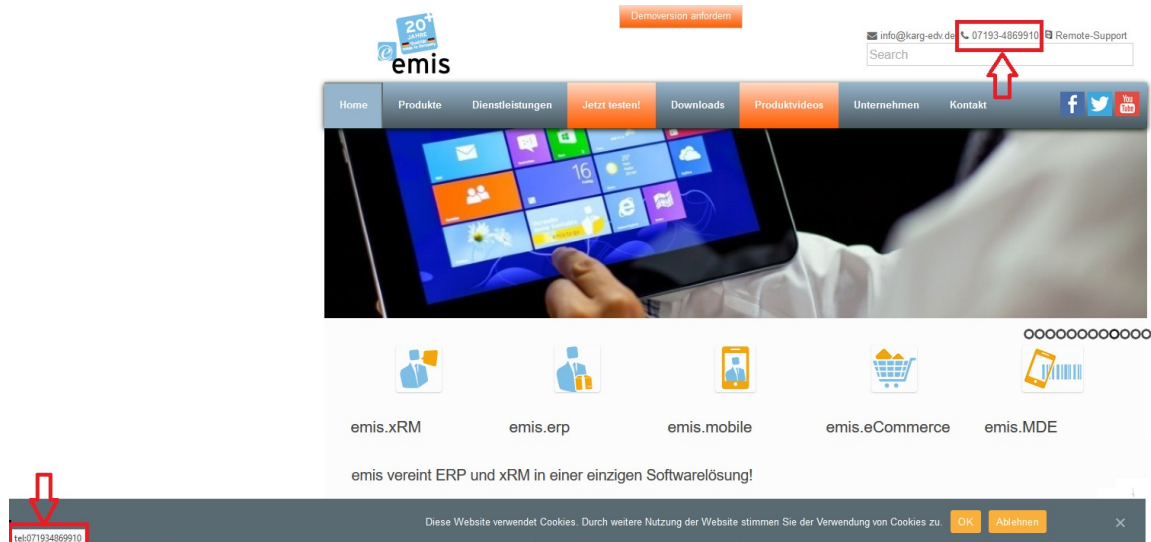 Demoversion anfordern
20+
JAHRE
emis
info@karg-edv.de 07193-4869910 Remote-Support
Search
Home Produkte Dienstleistungen Jetzt testen! Downloads Produktvideos Unternehmen Kontakt
You
Tube
16
emis.xRM emis.erp emis.mobile emis.eCommerce emis.MDE
emis vereint ERP und xRM in einer einzigen Softwarelösung!
Diese Website verwendet Cookies. Durch weitere Nutzung der Website stimmen Sie der Verwendung von Cookies zu. OK Ablehnen
tel:071934869910